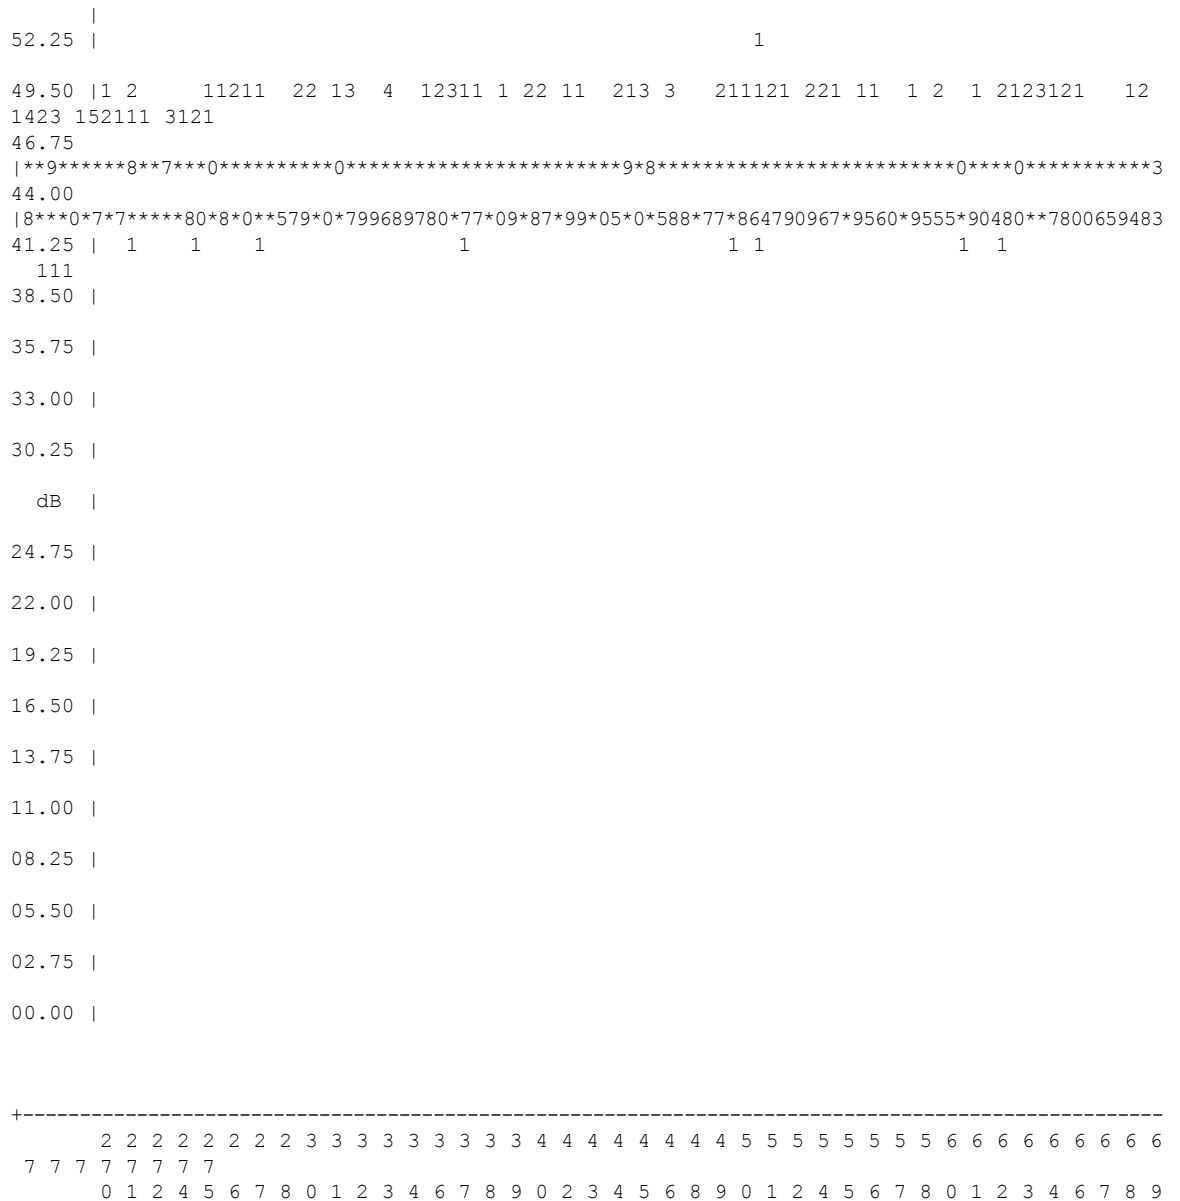 |
52.25 |                                                   1

49.50 |1 2     11211  22 13  4  12311 1 22 11  213 3   211121 221 11  1 2  1 2123121   12
1423 152111 3121
46.75
|**9******8**7***0**********0************************9*8**************************0****0***********3
44.00
|8***0*7*7*****80*8*0**579*0*799689780*77*09*87*99*05*0*588*77*864790967*9560*9555*90480**7800659483
41.25 |  1    1    1               1                    1 1               1  1
  111
38.50 |

35.75 |

33.00 |

30.25 |

  dB  |

24.75 |

22.00 |

19.25 |

16.50 |

13.75 |

11.00 |

08.25 |

05.50 |

02.75 |

00.00 |

+----------------------------------------------------------------------------------------------------
       2 2 2 2 2 2 2 2 3 3 3 3 3 3 3 3 3 4 4 4 4 4 4 4 4 5 5 5 5 5 5 5 5 6 6 6 6 6 6 6 6 6
 7 7 7 7 7 7 7 7
       0 1 2 4 5 6 7 8 0 1 2 3 4 6 7 8 9 0 2 3 4 5 6 8 9 0 1 2 4 5 6 7 8 0 1 2 3 4 6 7 8 9